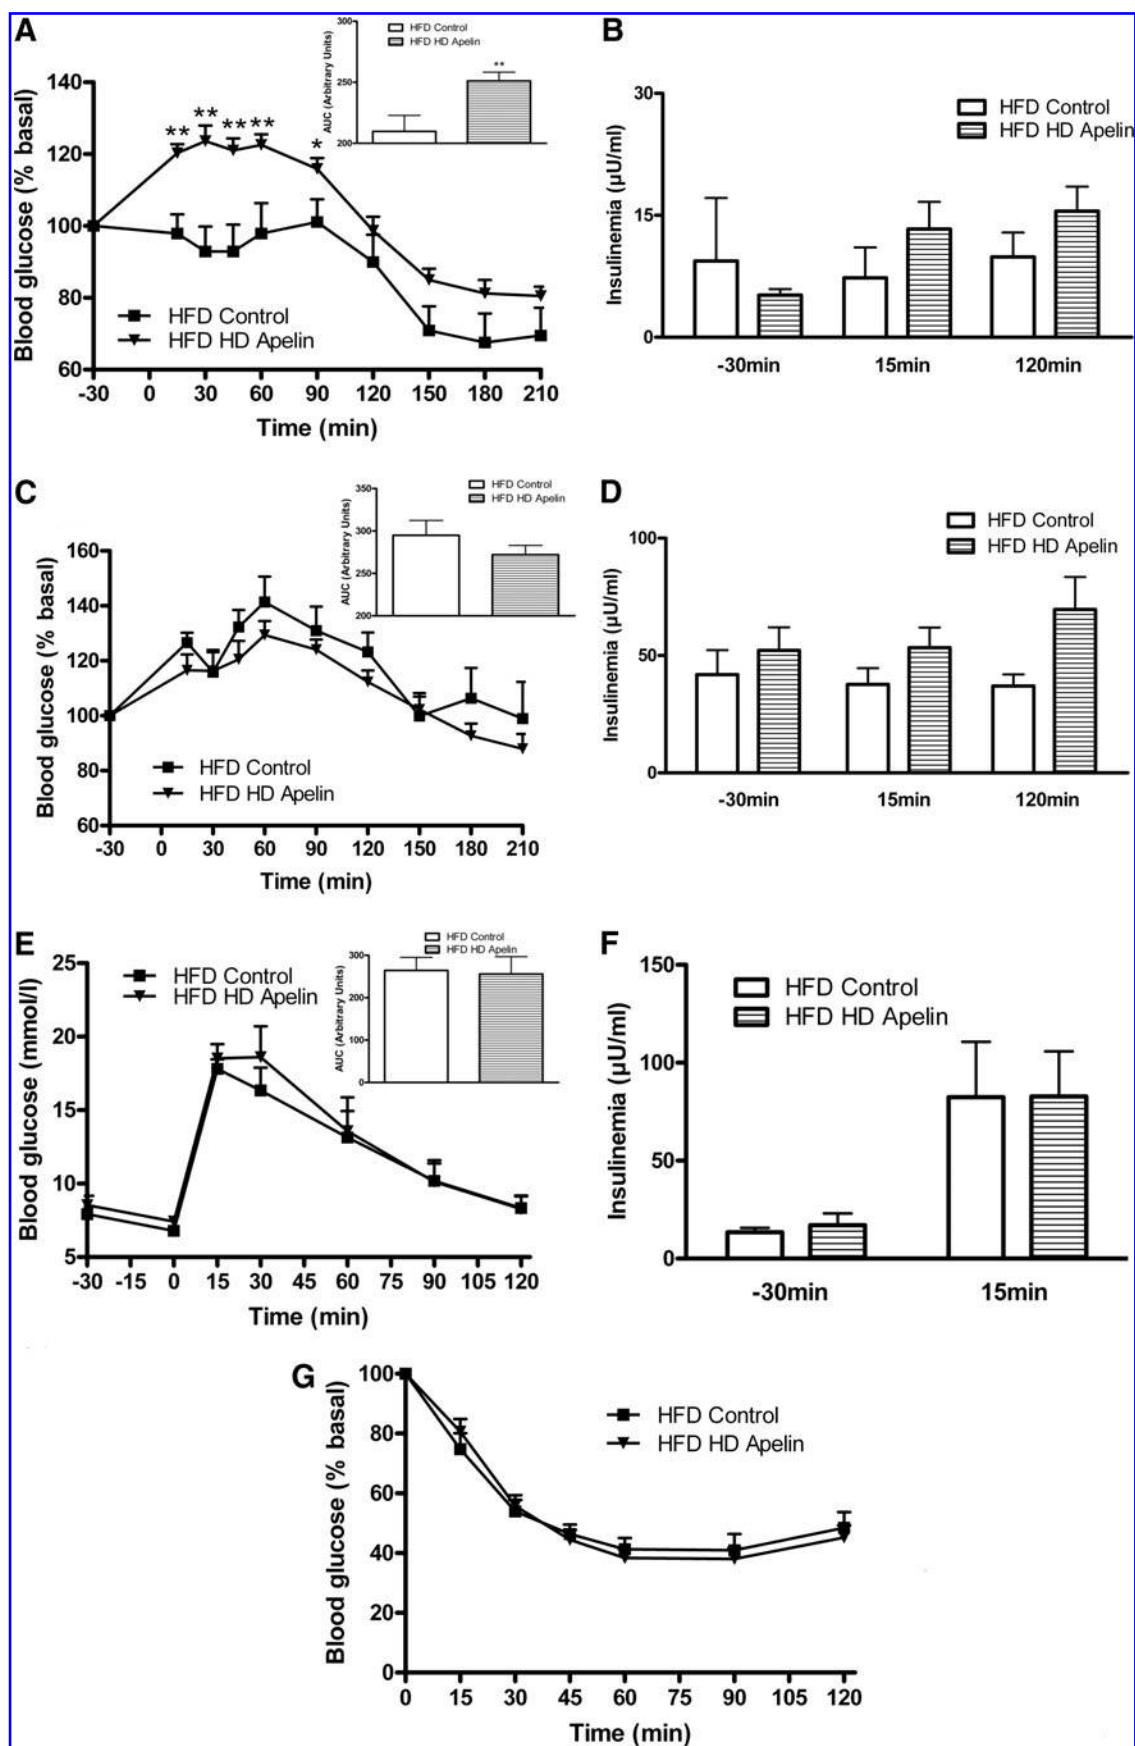 A
Blood glucose (% basal)
140
120
100
80
60
-30 0 30 60 90 120 150 180 210
Time (min)
** ** ** ** *
HFD Control
HFD HD Apelin
AUC (Arbitrary Units)
300
250
200
HFD Control
HFD HD Apelin
**
B
Insulinemia (µU/ml)
30
15
0
HFD Control
HFD HD Apelin
-30min 15min 120min
C
Blood glucose (% basal)
160
140
120
100
80
60
-30 0 30 60 90 120 150 180 210
Time (min)
HFD Control
HFD HD Apelin
AUC (Arbitrary Units)
350
300
250
200
HFD Control
HFD HD Apelin
D
Insulinemia (µU/ml)
100
50
0
HFD Control
HFD HD Apelin
-30min 15min 120min
E
Blood glucose (mmol/l)
25
20
15
10
5
-30 -15 0 15 30 45 60 75 90 105 120
Time (min)
HFD Control
HFD HD Apelin
AUC (Arbitrary Units)
300
200
100
0
HFD Control
HFD HD Apelin
F
Insulinemia (µU/ml)
150
100
50
0
HFD Control
HFD HD Apelin
-30min 15min
G
Blood glucose (% basal)
100
80
60
40
20
0
0 15 30 45 60 75 90 105 120
Time (min)
HFD Control
HFD HD Apelin